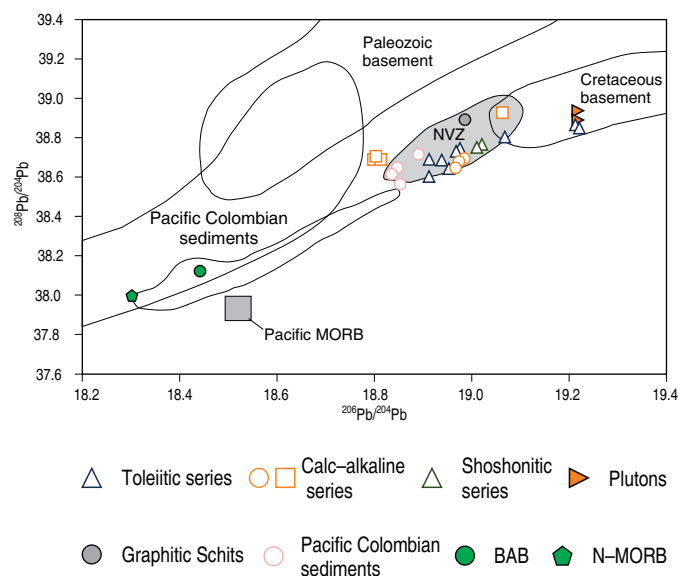 39.4
39.2
39.0
38.8
38.6
38.4
38.2
38.0
37.8
37.6
²⁰⁸Pb/²⁰⁴Pb
Paleozoic
basement
Cretaceous
basement
NVZ
Pacific Colombian
sediments
Pacific MORB
18.2 18.4 18.6 18.8 19.0 19.2 19.4
²⁰⁶Pb/²⁰⁴Pb
Toleiitic series
Calc–alkaline
series
Shoshonitic
series
Plutons
Graphitic Schits
Pacific Colombian
sediments
BAB
N–MORB